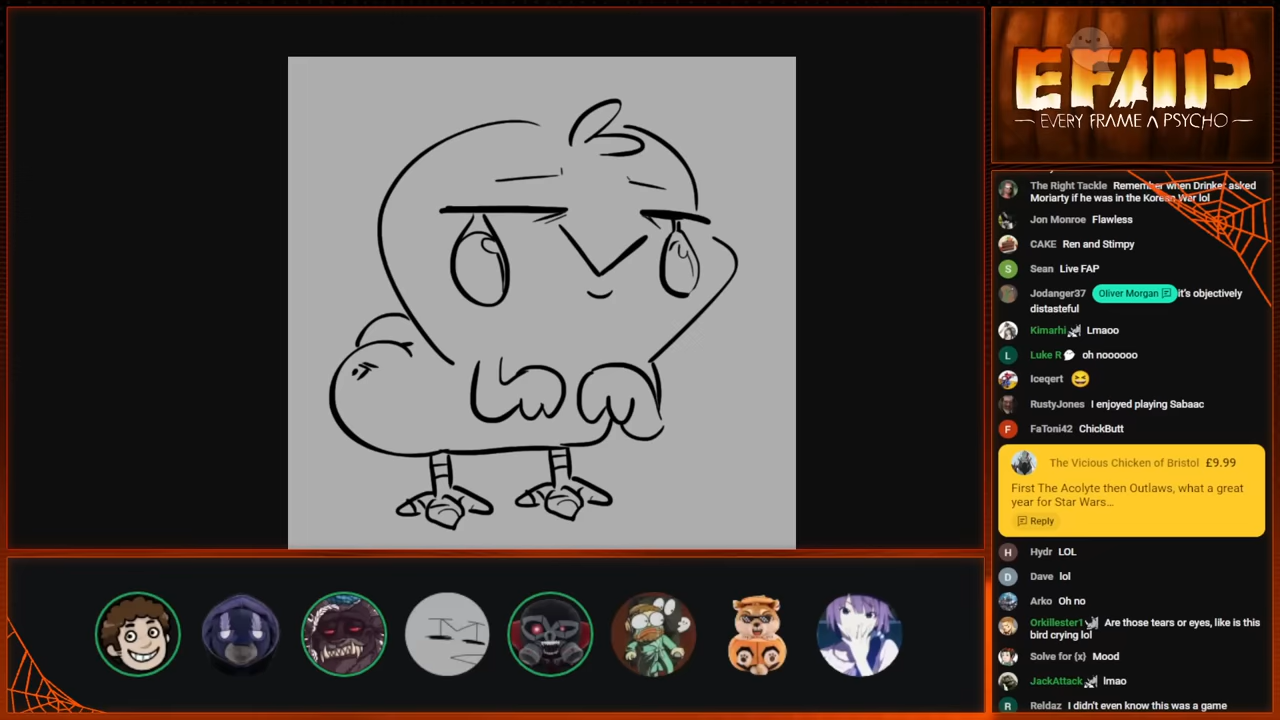 EFAP
EVERY FRAME A PSYCHO
The Right Tackle Remember when Drinker asked
Moriarty if he was in the Korean War lol
Jon Monroe Flawless
CAKE Ren and Stimpy
S Sean Live FAP
Jodanger37 Oliver Morgan it's objectively
distasteful
Kimarhi Lmaoo
L Luke R oh noooooo
Iceqert
RustyJones I enjoyed playing Sabaac
F FaToni42 ChickButt
The Vicious Chicken of Bristol £9.99
First The Acolyte then Outlaws, what a great
year for Star Wars…
Reply
H Hydr LOL
Dave lol
Arko Oh no
Orkillester1 Are those tears or eyes, like is this
bird crying lol
Solve for {x} Mood
JackAttack lmao
R Reldaz I didn't even know this was a game